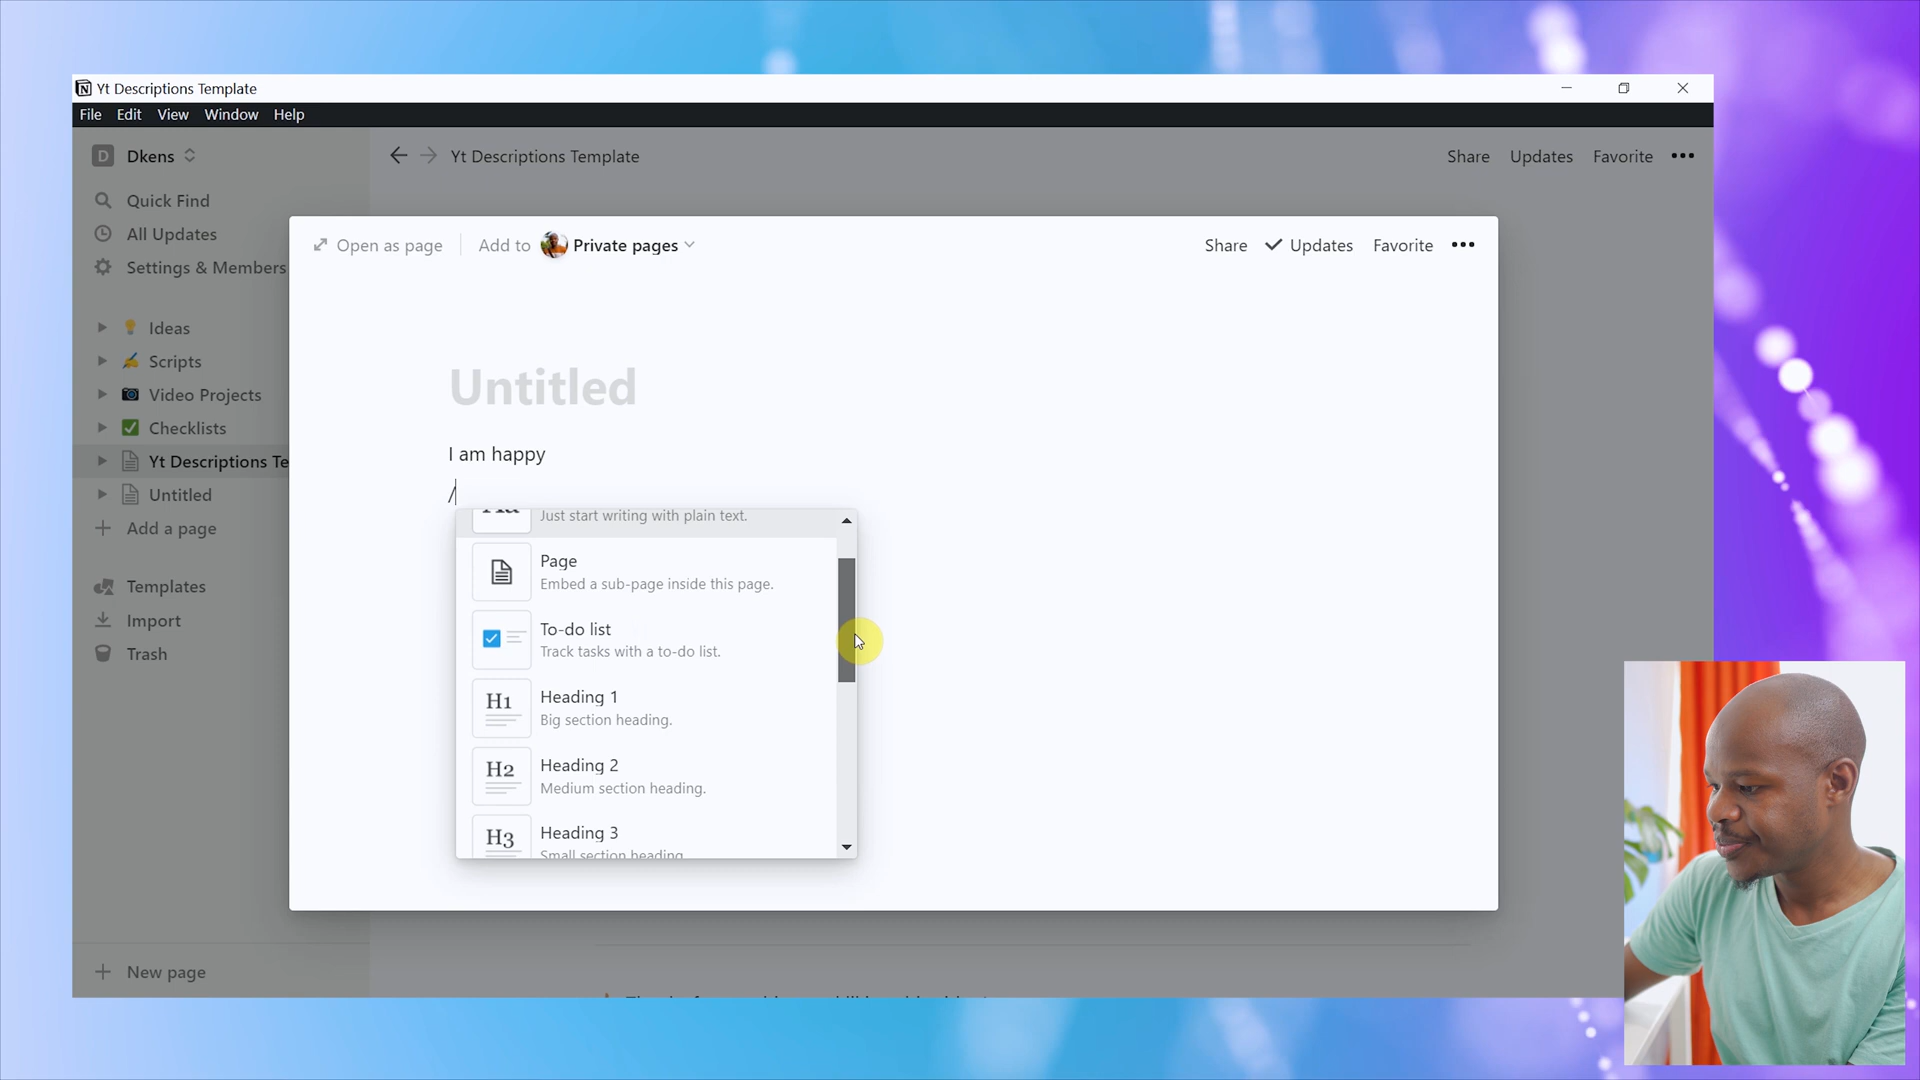 Yt Descriptions Template
File Edit View Window Help
D Dkens
Yt Descriptions Template
Share Updates Favorite
Quick Find
All Updates
Settings & Members
Ideas
Scripts
Video Projects
Checklists
Yt Descriptions Te
Untitled
Add a page
Templates
Import
Trash
New page
Open as page
Add to Private pages
Share Updates Favorite
Untitled
I am happy
/
Just start writing with plain text.
Page
Embed a sub-page inside this page.
To-do list
Track tasks with a to-do list.
H1 Heading 1
Big section heading.
H2 Heading 2
Medium section heading.
H3 Heading 3
Small section heading.